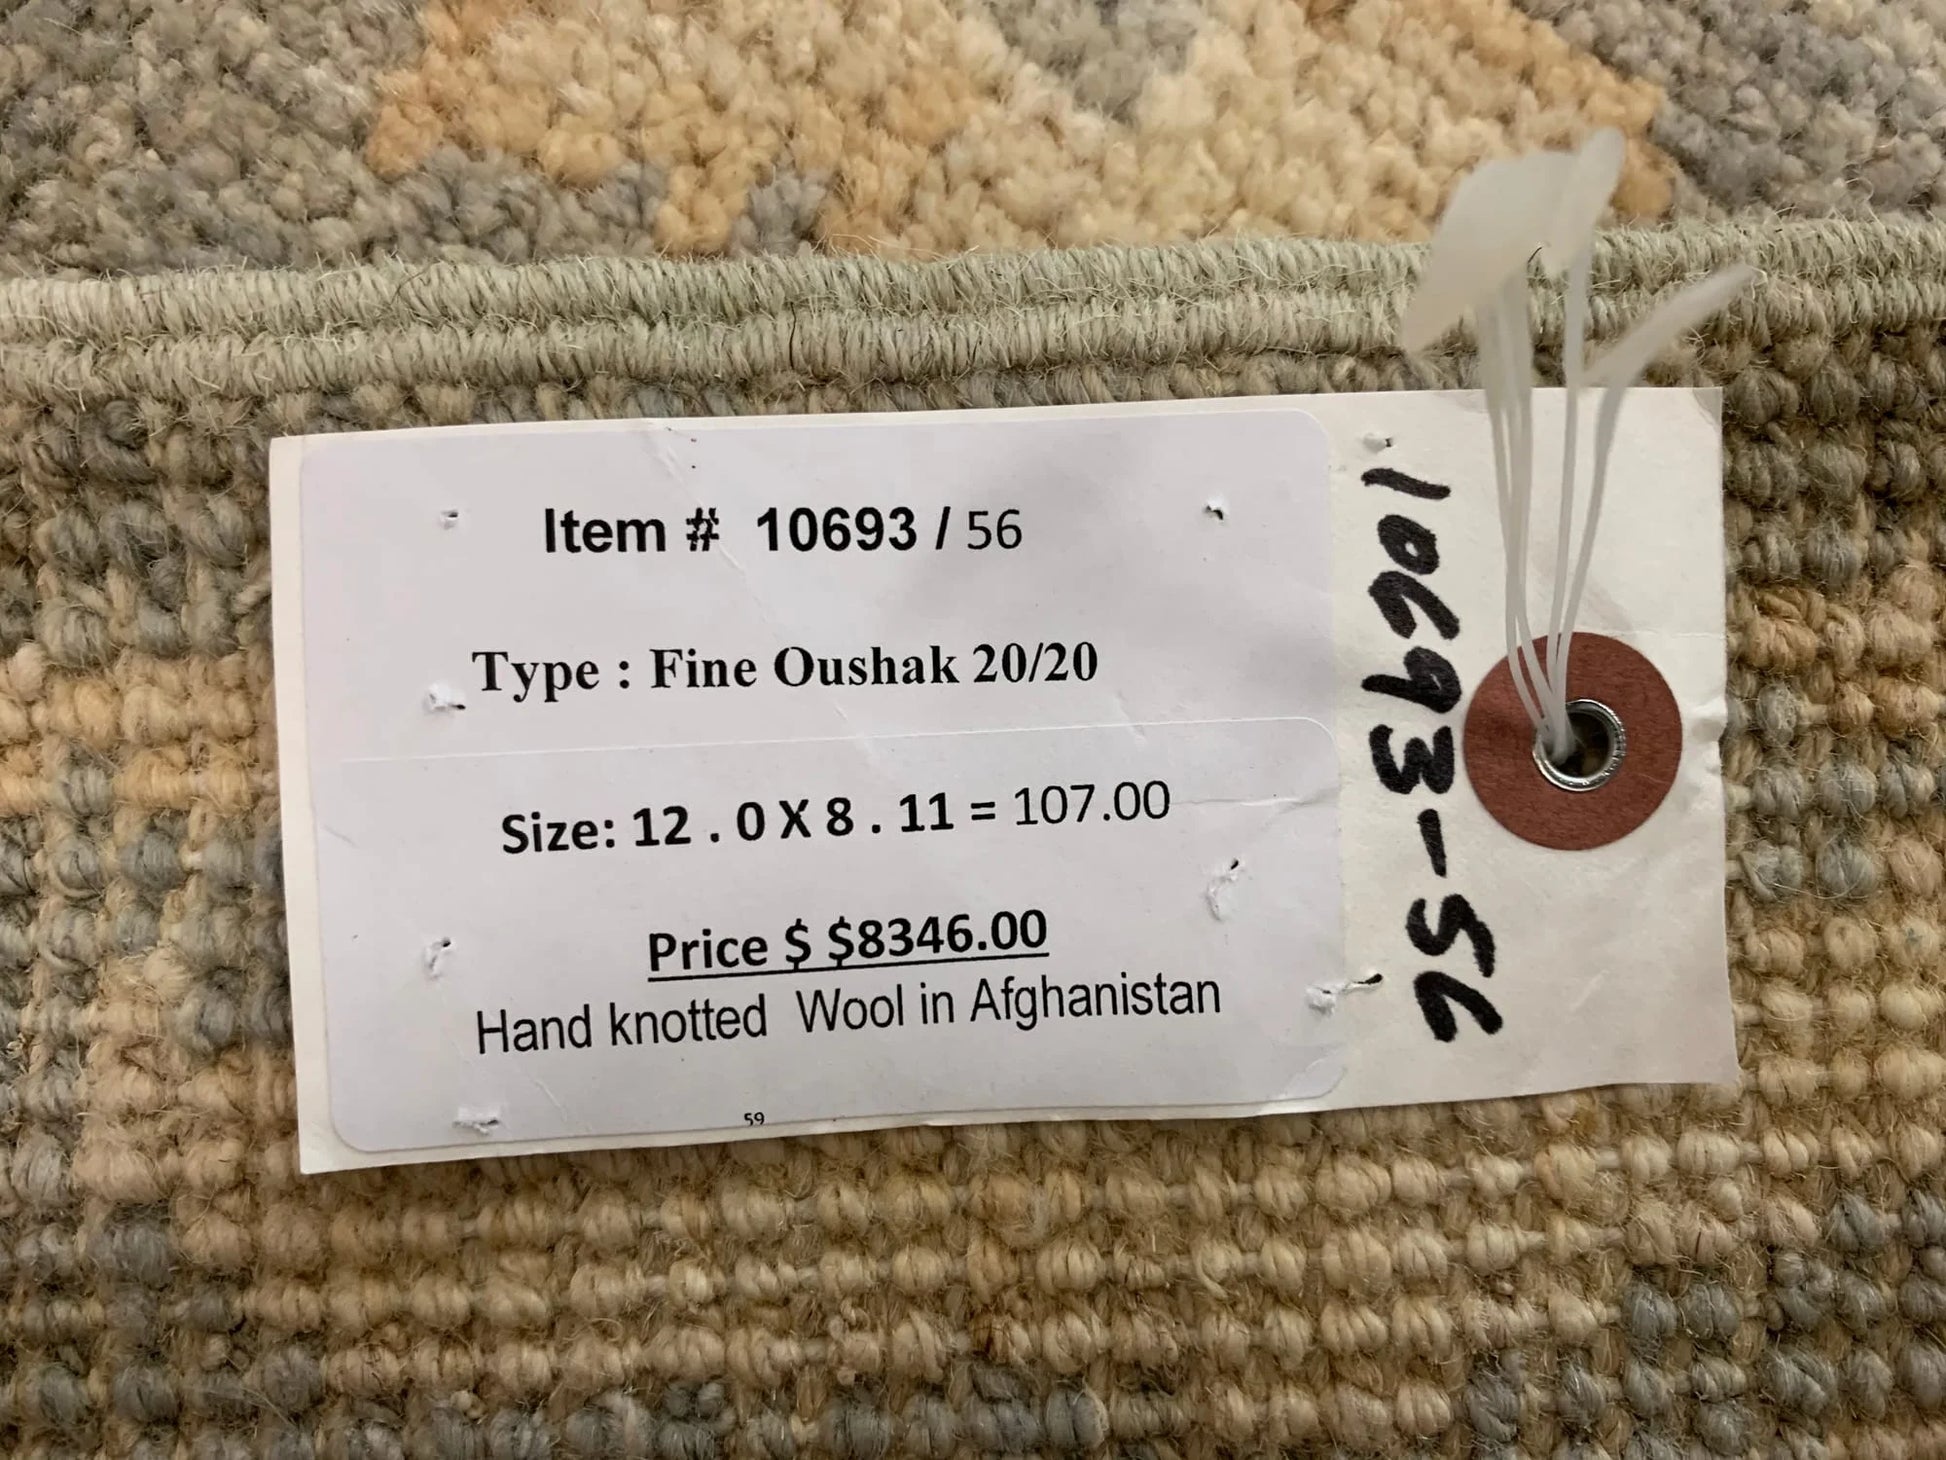 Item # 10693 / 56
Type : Fine Oushak 20/20
Size: 12 . 0 X 8 . 11 = 107.00
Price $ $8346.00
Hand knotted Wool in Afghanistan
59
10693-56